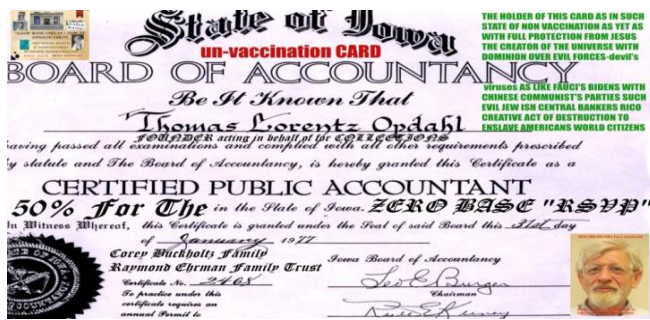 State of Iowa
un-vaccination CARD
BOARD OF ACCOUNTANCY
Be It Known That
Thomas Lorentz Opdahl
FOUNDER acting in behalf of for COLLECTIONS
aving passed all examinations and complied with all other requirements prescribed
y statute and The Board of Accountancy, is hereby granted this Certificate as a
CERTIFIED PUBLIC ACCOUNTANT
50% For The in the State of Iowa. ZERO BASE "RSVP"
In Witness Whereof, this Certificate is granted under the Seal of said Board this 31st day
of January 1977
Corey Buckholtz Family
Raymond Ehrman Family Trust
Iowa Board of Accountancy
Certificate No. 2468
Chairman
To practice under this
certificate requires an
annual Permit to
THE HOLDER OF THIS CARD AS IN SUCH
STATE OF NON VACCINATION AS YET AS
WITH FULL PROTECTION FROM JESUS
THE CREATOR OF THE UNIVERSE WITH
DOMINION OVER EVIL FORCES-devil's
virusos AS LIKE FAUCI'S BIDENS WITH
CHINESE COMMUNIST'S PARTIES SUCH
EVIL JEW ISH CENTRAL BANKERS RICO
CREATIVE ACT OF DESTRUCTION TO
ENSLAVE AMERICANS WORLD CITIZENS